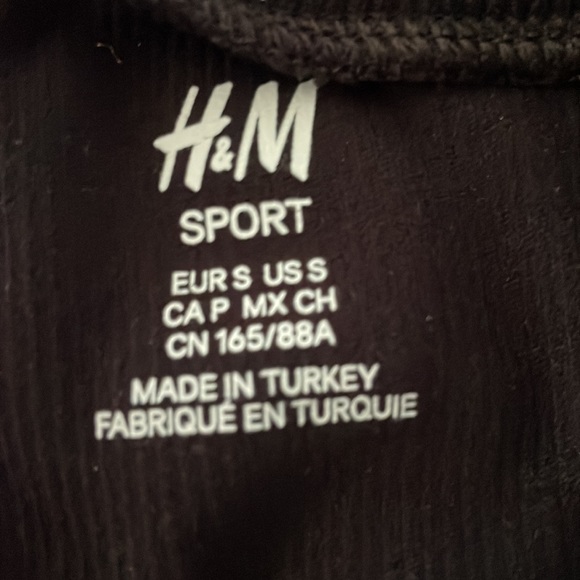 H&M
SPORT
EUR S US S
CA P MX CH
CN 165/88A
MADE IN TURKEY
FABRIQUÉ EN TURQUIE